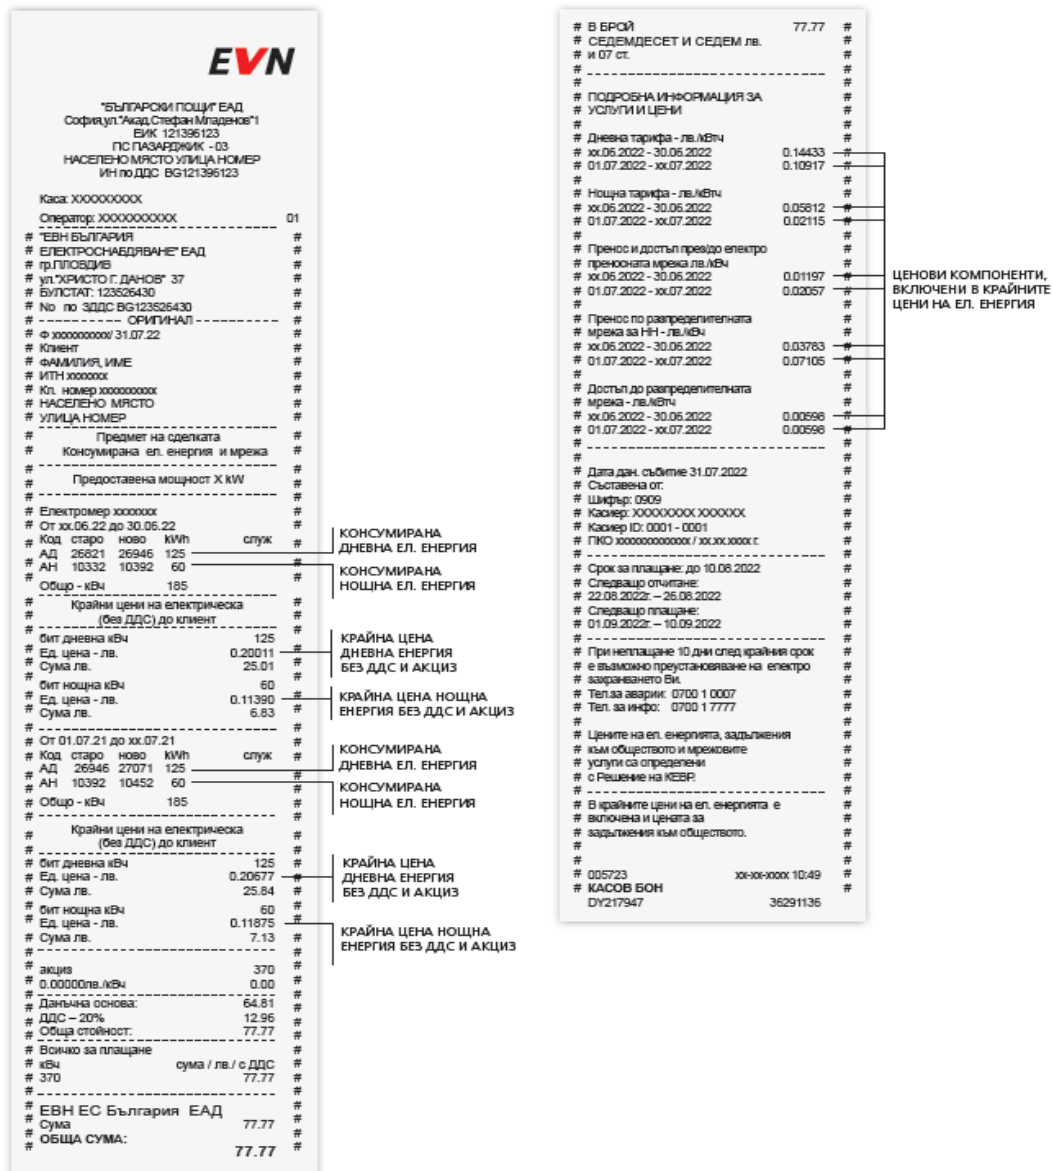 EVN
"БЪЛГАРСКИ ПОЩИ" ЕАД
София,ул."Акад.Стефан Младенов"1
ЕИК 121396123
ПС ПАЗАРДЖИК - 03
НАСЕЛЕНО МЯСТО УЛИЦА НОМЕР
ИН по ДДС BG121396123
Каса: XXXXXXXXX
Оператор: XXXXXXXXXXX 01
# "ЕВН БЪЛГАРИЯ #
# ЕЛЕКТРОСНАБДЯВАНЕ" ЕАД #
# гр.ПЛОВДИВ #
# ул."ХРИСТО Г. ДАНОВ" 37 #
# БУЛСТАТ: 123526430 #
# No по ЗДДС BG123526430 #
# - - - - - - - - - - ОРИГИНАЛ - - - - - - - - - - #
# Ф xxxxxxxxxx/ 31.07.22 #
# Клиент #
# ФАМИЛИЯ, ИМЕ #
# ИТН xxxxxxx #
# Кл. номер xxxxxxxxxx #
# НАСЕЛЕНО МЯСТО #
# УЛИЦА НОМЕР #
# Предмет на сделката #
# Консумирана ел. енергия и мрежа #
# Предоставена мощност X kW #
# Електромер xxxxxxx #
# От xx.06.22 до 30.06.22 #
# Код старо ново kWh служ #
# АД 26821 26946 125 #
# АН 10332 10392 60 #
# Общо - кВч 185 #
# Крайни цени на електрическа #
# (без ДДС) до клиент #
# бит дневна кВч 125 #
# Ед. цена - лв. 0.20011 #
# Сума лв. 25.01 #
# бит нощна кВч 60 #
# Ед. цена - лв. 0.11390 #
# Сума лв. 6.83 #
# От 01.07.21 до xx.07.21 #
# Код старо ново kWh служ #
# АД 26946 27071 125 #
# АН 10392 10452 60 #
# Общо - кВч 185 #
# Крайни цени на електрическа #
# (без ДДС) до клиент #
# бит дневна кВч 125 #
# Ед. цена - лв. 0.20677 #
# Сума лв. 25.84 #
# бит нощна кВч 60 #
# Ед. цена - лв. 0.11875 #
# Сума лв. 7.13 #
# акциз 370 #
# 0.00000лв./кВч 0.00 #
# Данъчна основа: 64.81 #
# ДДС – 20% 12.96 #
# Обща стойност: 77.77 #
# Всичко за плащане #
# кВч сума / лв./ с ДДС #
# 370 77.77 #
# ЕВН ЕС България ЕАД #
# Сума 77.77 #
# ОБЩА СУМА: #
# 77.77 #
КОНСУМИРАНА
ДНЕВНА ЕЛ. ЕНЕРГИЯ
КОНСУМИРАНА
НОЩНА ЕЛ. ЕНЕРГИЯ
КРАЙНА ЦЕНА
ДНЕВНА ЕНЕРГИЯ
БЕЗ ДДС И АКЦИЗ
КРАЙНА ЦЕНА НОЩНА
ЕНЕРГИЯ БЕЗ ДДС И АКЦИЗ
КОНСУМИРАНА
ДНЕВНА ЕЛ. ЕНЕРГИЯ
КОНСУМИРАНА
НОЩНА ЕЛ. ЕНЕРГИЯ
КРАЙНА ЦЕНА
ДНЕВНА ЕНЕРГИЯ
БЕЗ ДДС И АКЦИЗ
КРАЙНА ЦЕНА НОЩНА
ЕНЕРГИЯ БЕЗ ДДС И АКЦИЗ
# В БРОЙ 77.77 #
# СЕДЕМДЕСЕТ И СЕДЕМ лв. #
# и 07 ст. #
# ПОДРОБНА ИНФОРМАЦИЯ ЗА #
# УСЛУГИ И ЦЕНИ #
# Дневна тарифа - лв./кВтч #
# xx.06.2022 - 30.06.2022 0.14433 #
# 01.07.2022 - xx.07.2022 0.10917 #
# Нощна тарифа - лв./кВтч #
# xx.06.2022 - 30.06.2022 0.05812 #
# 01.07.2022 - xx.07.2022 0.02115 #
# Пренос и достъп през/до електро #
# преносната мрежа лв./кВч #
# xx.06.2022 - 30.06.2022 0.01197 #
# 01.07.2022 - xx.07.2022 0.02057 #
# Пренос по разпределителната #
# мрежа за НН - лв./кВч #
# xx.06.2022 - 30.06.2022 0.03783 #
# 01.07.2022 - xx.07.2022 0.07105 #
# Достъп до разпределителната #
# мрежа - лв./кВтч #
# xx.06.2022 - 30.06.2022 0.00598 #
# 01.07.2022 - xx.07.2022 0.00598 #
# Дата дан. събитие 31.07.2022 #
# Съставена от: #
# Шифър: 0909 #
# Касиер: XXXXXXXX XXXXXX #
# Касиер ID: 0001 - 0001 #
# ПКО xxxxxxxxxxxxx / xx.xx.xxxx г. #
# Срок за плащане: до 10.08.2022 #
# Следващо отчитане: #
# 22.08.2022г. – 26.08.2022 #
# Следващо плащане: #
# 01.09.2022г. – 10.09.2022 #
# При неплащане 10 дни след крайния срок #
# е възможно преустановяване на електро #
# захранването Ви. #
# Тел.за аварии: 0700 1 0007 #
# Тел. за инфо: 0700 1 7777 #
# Цените на ел. енергията, задължения #
# към обществото и мрежовите #
# услуги са определени #
# с Решение на КЕВР. #
# В крайните цени на ел. енергията е #
# включена и цената за #
# задължения към обществото. #
# 005723 xx-xx-xxxx 10:49 #
# КАСОВ БОН #
DY217947 36291136
ЦЕНОВИ КОМПОНЕНТИ,
ВКЛЮЧЕНИ В КРАЙНИТЕ
ЦЕНИ НА ЕЛ. ЕНЕРГИЯ